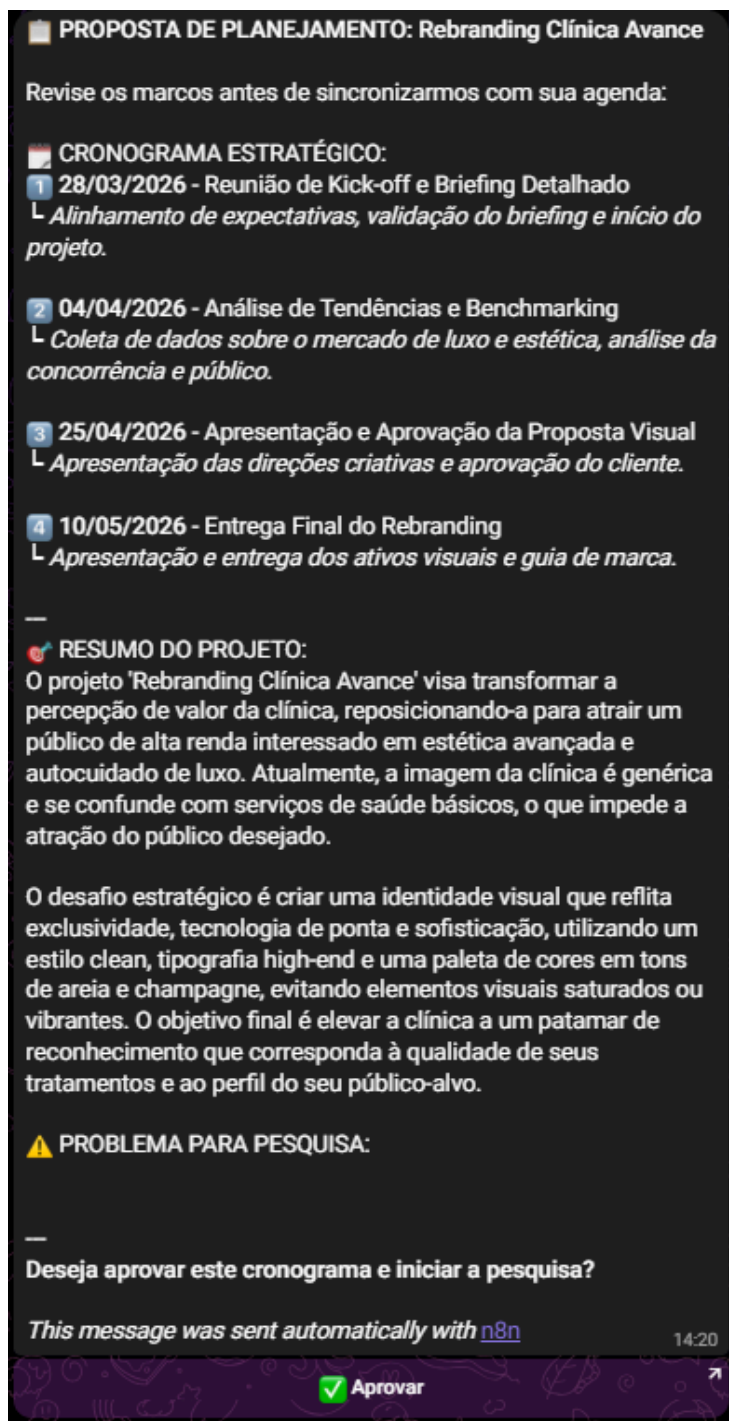 📋 PROPOSTA DE PLANEJAMENTO: Rebranding Clínica Avance
Revise os marcos antes de sincronizarmos com sua agenda:
🗓️ CRONOGRAMA ESTRATÉGICO:
1️⃣ 28/03/2026 - Reunião de Kick-off e Briefing Detalhado
└ Alinhamento de expectativas, validação do briefing e início do
projeto.
2️⃣ 04/04/2026 - Análise de Tendências e Benchmarking
└ Coleta de dados sobre o mercado de luxo e estética, análise da
concorrência e público.
3️⃣ 25/04/2026 - Apresentação e Aprovação da Proposta Visual
└ Apresentação das direções criativas e aprovação do cliente.
4️⃣ 10/05/2026 - Entrega Final do Rebranding
└ Apresentação e entrega dos ativos visuais e guia de marca.
—
🎯 RESUMO DO PROJETO:
O projeto 'Rebranding Clínica Avance' visa transformar a
percepção de valor da clínica, reposicionando-a para atrair um
público de alta renda interessado em estética avançada e
autocuidado de luxo. Atualmente, a imagem da clínica é genérica
e se confunde com serviços de saúde básicos, o que impede a
atração do público desejado.
O desafio estratégico é criar uma identidade visual que reflita
exclusividade, tecnologia de ponta e sofisticação, utilizando um
estilo clean, tipografia high-end e uma paleta de cores em tons
de areia e champagne, evitando elementos visuais saturados ou
vibrantes. O objetivo final é elevar a clínica a um patamar de
reconhecimento que corresponda à qualidade de seus
tratamentos e ao perfil do seu público-alvo.
⚠️ PROBLEMA PARA PESQUISA:
—
Deseja aprovar este cronograma e iniciar a pesquisa?
This message was sent automatically with n8n
14:20
✅ Aprovar